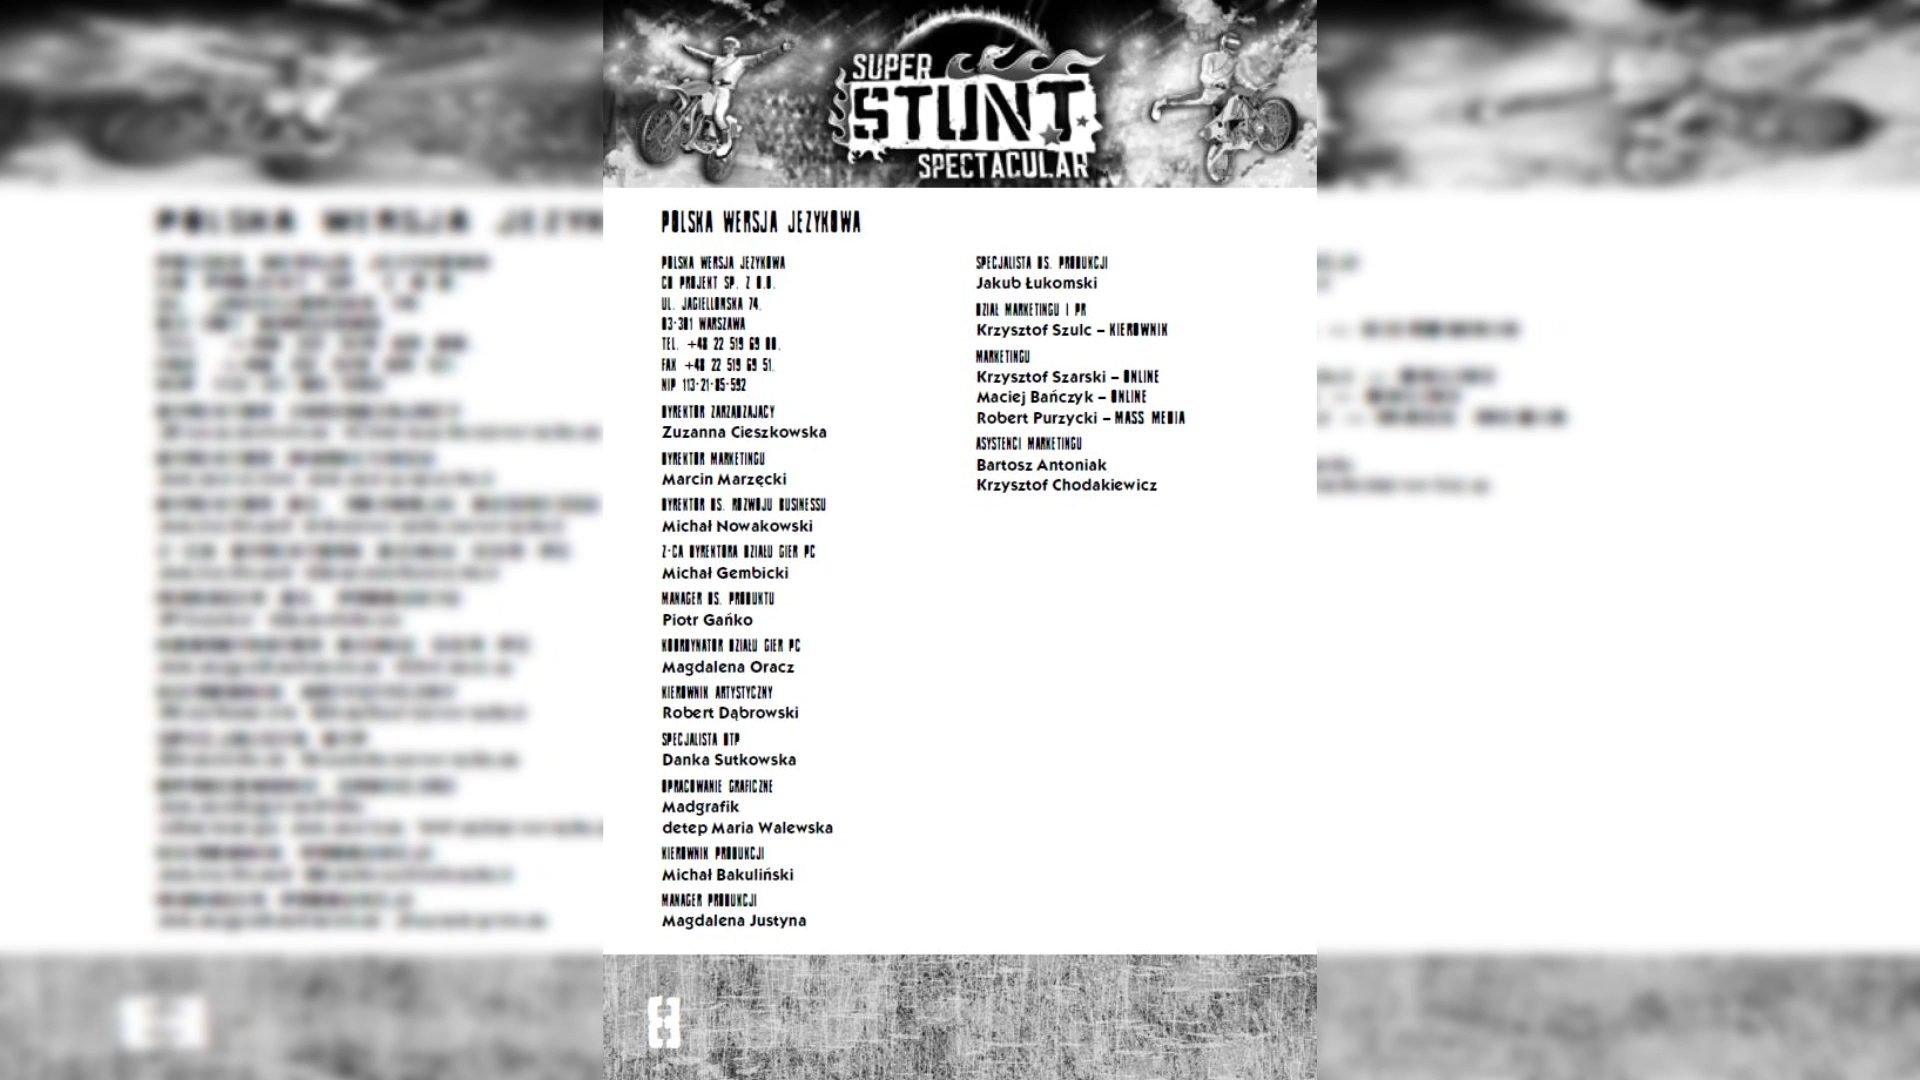 SUPER
STUNT
SPECTACULAR
POLSKA WERSJA JEZYKOWA
POLSKA WERSJA JEZYKOWA
CD PROJEKT SP. Z O.O.
UL. JAGIELLONSKA 74.
03-301 WARSZAWA
TEL. +48 22 519 69 00.
FAX +48 22 519 69 51.
NIP 113-21-05-592
DYREKTOR ZARZADZAJACY
Zuzanna Cieszkowska
DYREKTOR MARKETINGU
Marcin Marzęcki
DYREKTOR DS. ROZWOJU BUSINESSU
Michał Nowakowski
Z-CA DYREKTORA DZIAŁU GIER PC
Michał Gembicki
MANAGER DS. PRODUKTU
Piotr Gańko
KOORDYNATOR DZIAŁU GIER PC
Magdalena Oracz
KIEROWNIK ARTYSTYCZNY
Robert Dąbrowski
SPECJALISTA DTP
Danka Sutkowska
OPRACOWANIE GRAFICZNE
Madgrafik
detep Maria Walewska
KIEROWNIK PRODUKCJI
Michał Bakuliński
MANAGER PRODUKCJI
Magdalena Justyna
SPECJALISTA DS. PRODUKCJI
Jakub Łukomski
DZIAŁ MARKETINGU I PR
Krzysztof Szulc – KIEROWNIK
MARKETINGU
Krzysztof Szarski – ONLINE
Maciej Bańczyk – ONLINE
Robert Purzycki – MASS MEDIA
ASYSTENCI MARKETINGU
Bartosz Antoniak
Krzysztof Chodakiewicz
8